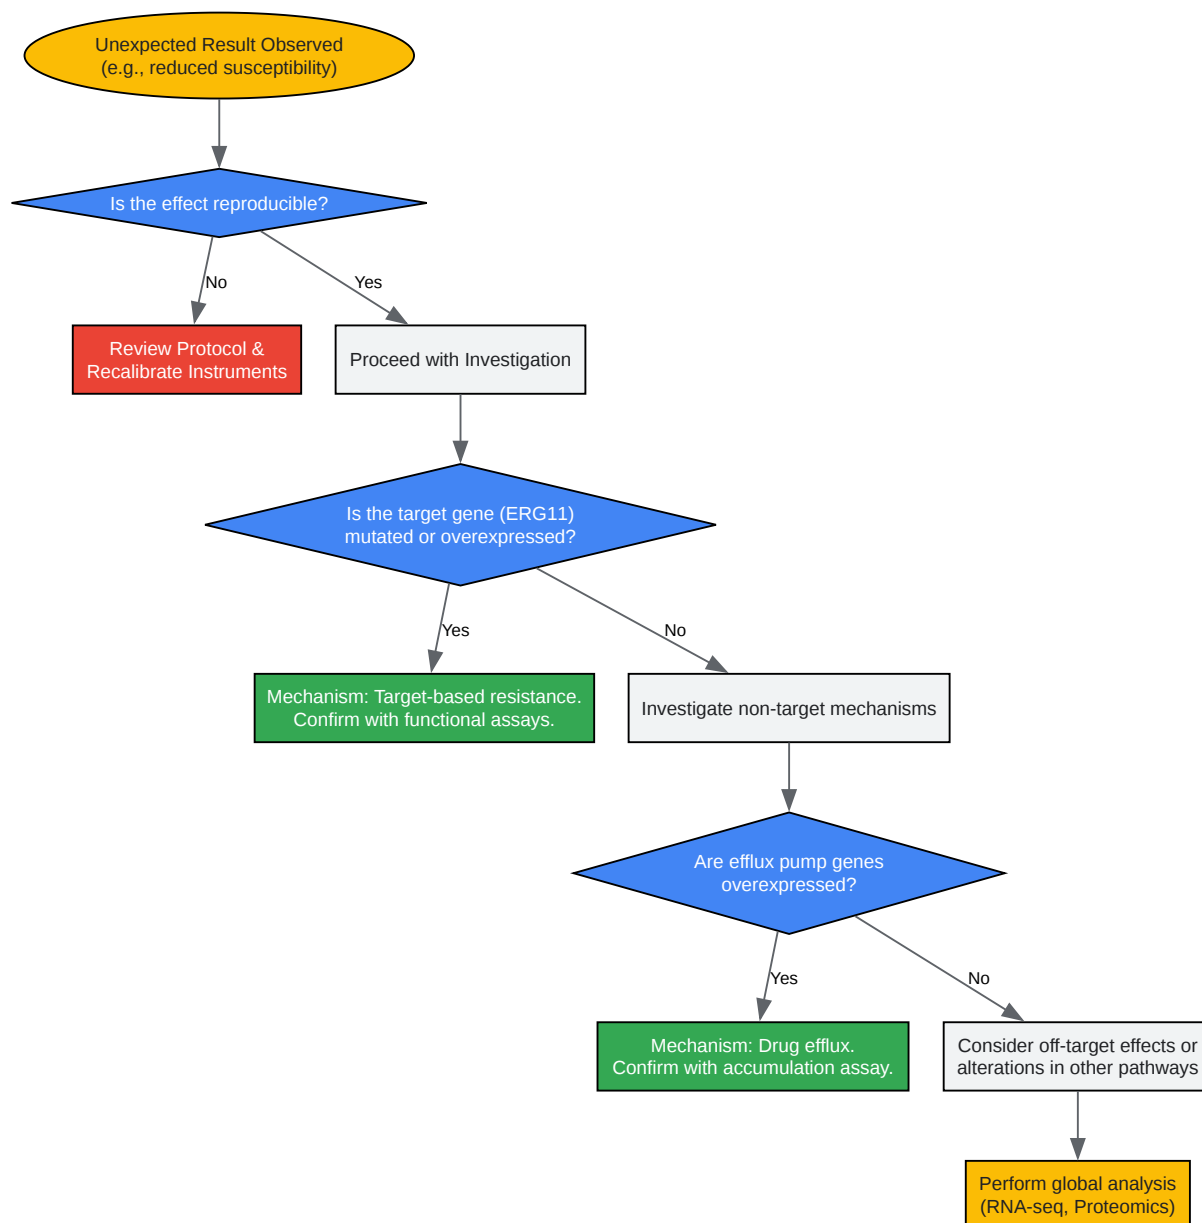 Unexpected Result Observed
(e.g., reduced susceptibility)
Is the effect reproducible?
No
Yes
Review Protocol &
Recalibrate Instruments
Proceed with Investigation
Is the target gene (ERG11)
mutated or overexpressed?
Yes
No
Mechanism: Target-based resistance.
Confirm with functional assays.
Investigate non-target mechanisms
Are efflux pump genes
overexpressed?
Yes
No
Mechanism: Drug efflux.
Confirm with accumulation assay.
Consider off-target effects or
alterations in other pathways
Perform global analysis
(RNA-seq, Proteomics)